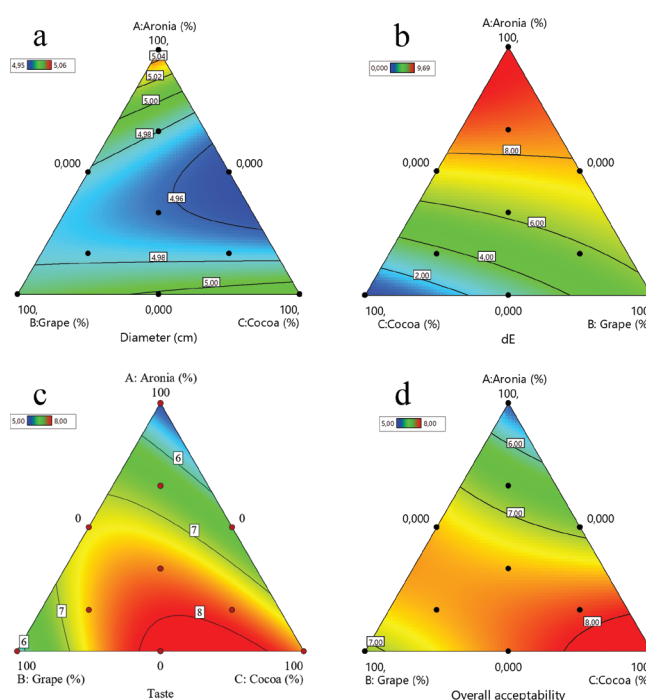 a
A:Aronia (%)
100,
4,95 5,06
5,04
5,02
5,00
4,98
0,000 0,000
4,96
4,98
5,00
100, 0,000 100,
B:Grape (%) C:Cocoa (%)
Diameter (cm)
b
A:Aronia (%)
100,
0,000 9,69
8,00
0,000 0,000
6,00
4,00
2,00
100, 0,000 100
C:Cocoa (%) B: Grape (%)
dE
c
A: Aronia (%)
100
5,00 8,00
6
7
0 0
8
7
6
100 0 100
B: Grape (%) C: Cocoa (%)
Taste
d
A:Aronia (%)
100,
5,00 8,00
6,00
7,00
0,000 0,000
8,00
7,00
100, 0,000 100
B: Grape (%) C:Cocoa (%)
Overall acceptability